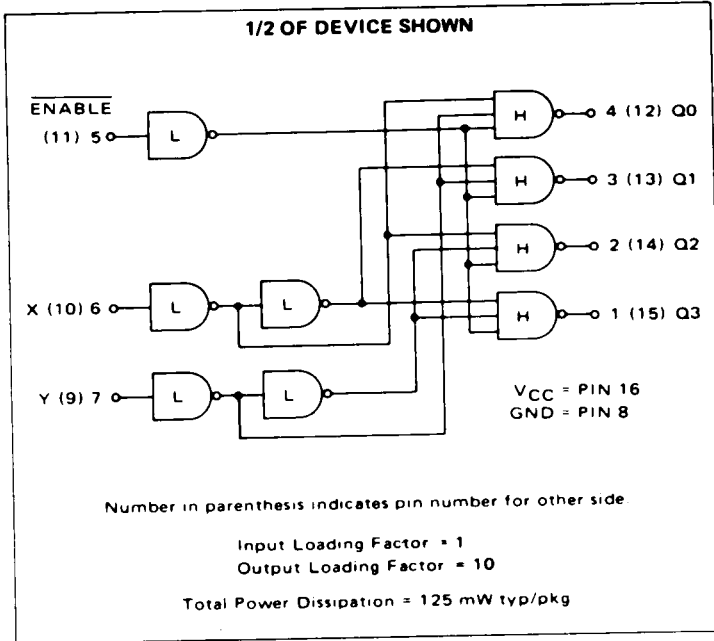 1/2 OF DEVICE SHOWN
ENABLE
(11) 5
L
H
4 (12) Q0
H
3 (13) Q1
H
2 (14) Q2
X (10) 6
L
L
H
1 (15) Q3
Y (9) 7
L
L
VCC = PIN 16
GND = PIN 8
Number in parenthesis indicates pin number for other side.
Input Loading Factor = 1
Output Loading Factor = 10
Total Power Dissipation = 125 mW typ/pkg